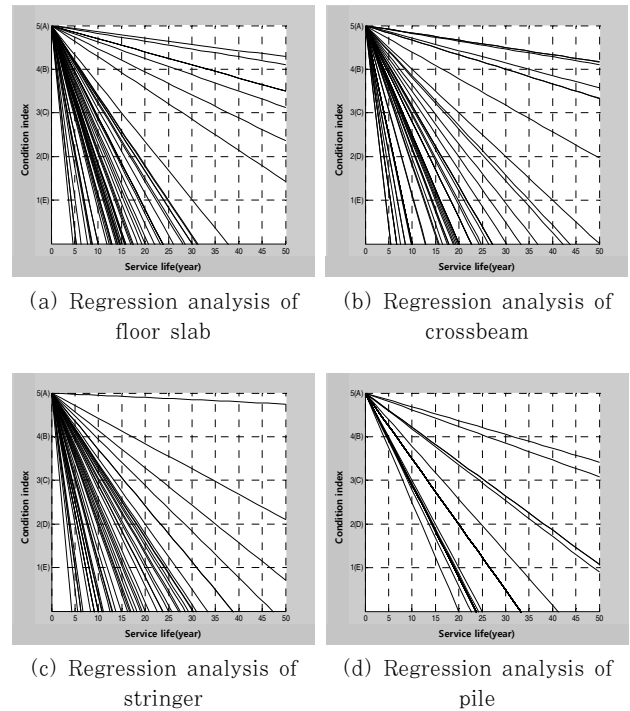 5(A)
4(B)
3(C)
2(D)
1(E)
Condition index
0 5 10 15 20 25 30 35 40 45 50
Service life(year)
(a) Regression analysis of
floor slab
5(A)
4(B)
3(C)
2(D)
1(E)
Condition index
0 5 10 15 20 25 30 35 40 45 50
Service life(year)
(b) Regression analysis of
crossbeam
5(A)
4(B)
3(C)
2(D)
1(E)
Condition index
0 5 10 15 20 25 30 35 40 45 50
Service life(year)
(c) Regression analysis of
stringer
5(A)
4(B)
3(C)
2(D)
1(E)
Condition index
0 5 10 15 20 25 30 35 40 45 50
Service life(year)
(d) Regression analysis of
pile